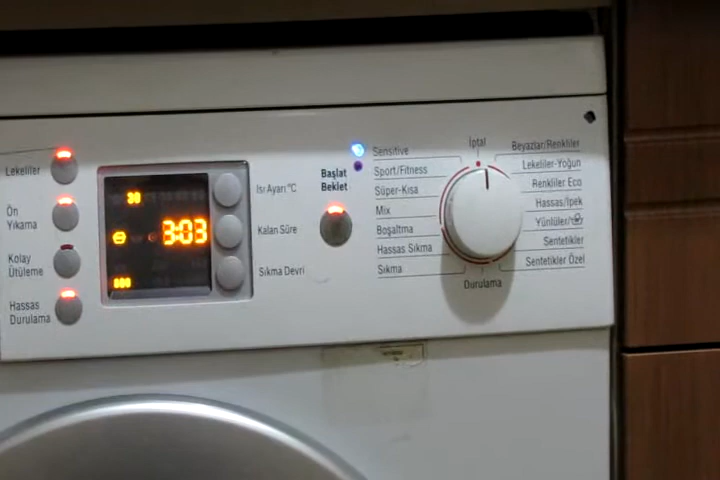 Lekeliler
Ön
Yıkama
Kolay
Ütüleme
Hassas
Durulama
30
3:03
800
Isı Ayarı °C
Kalan Süre
Sıkma Devri
Başlat
Beklet
Sensitive
Sport/Fitness
Süper-Kısa
Mix
Boşaltma
Hassas Sıkma
Sıkma
İptal
Durulama
Beyazlar/Renkliler
Lekeliler-Yoğun
Renkliler Eco
Hassas/İpek
Yünlüler/
Sentetikler
Sentetikler Özel